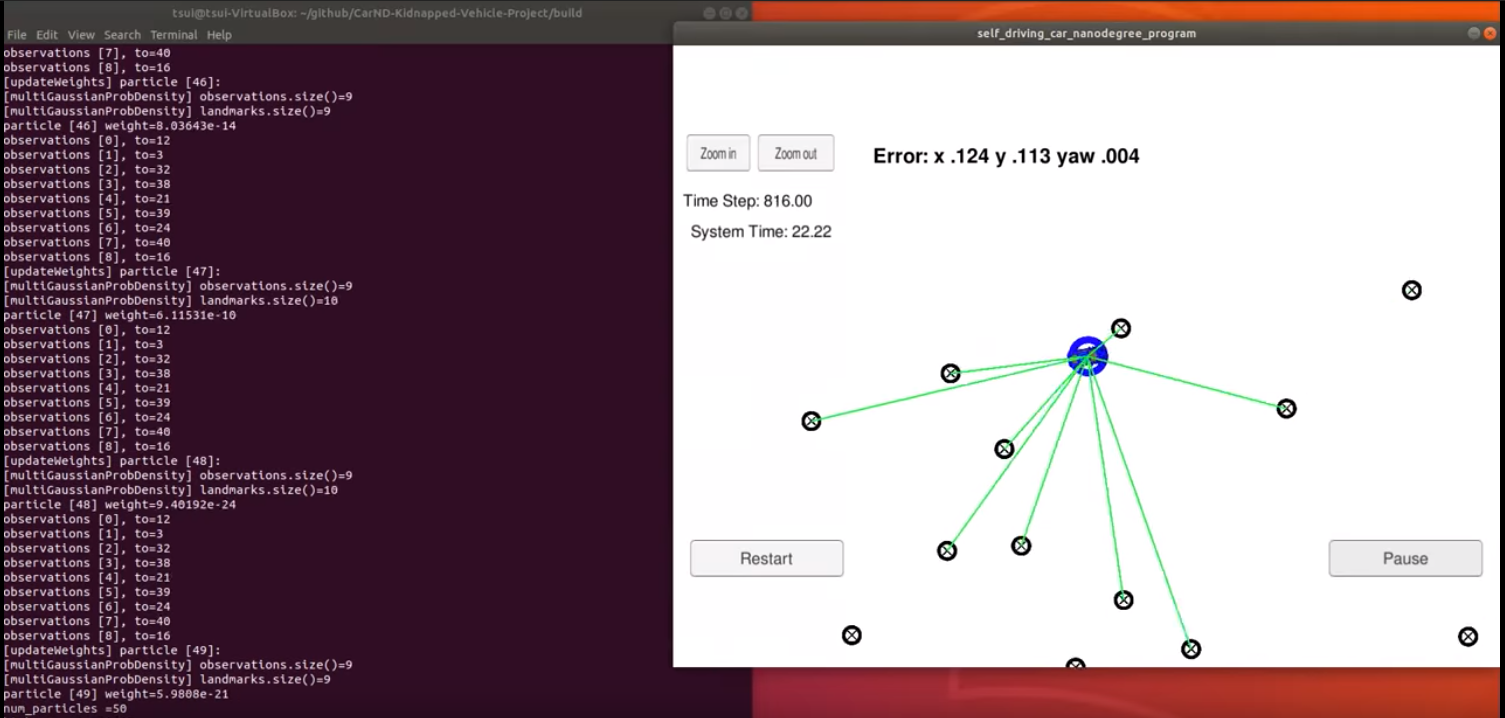 tsui@tsui-VirtualBox: ~/github/CarND-Kidnapped-Vehicle-Project/build
File Edit View Search Terminal Help
observations [7], to=40
observations [8], to=16
[updateWeights] particle [46]:
[multiGaussianProbDensity] observations.size()=9
[multiGaussianProbDensity] landmarks.size()=9
particle [46] weight=8.03643e-14
observations [0], to=12
observations [1], to=3
observations [2], to=32
observations [3], to=38
observations [4], to=21
observations [5], to=39
observations [6], to=24
observations [7], to=40
observations [8], to=16
[updateWeights] particle [47]:
[multiGaussianProbDensity] observations.size()=9
[multiGaussianProbDensity] landmarks.size()=10
particle [47] weight=6.11531e-10
observations [0], to=12
observations [1], to=3
observations [2], to=32
observations [3], to=38
observations [4], to=21
observations [5], to=39
observations [6], to=24
observations [7], to=40
observations [8], to=16
[updateWeights] particle [48]:
[multiGaussianProbDensity] observations.size()=9
[multiGaussianProbDensity] landmarks.size()=10
particle [48] weight=9.40192e-24
observations [0], to=12
observations [1], to=3
observations [2], to=32
observations [3], to=38
observations [4], to=21
observations [5], to=39
observations [6], to=24
observations [7], to=40
observations [8], to=16
[updateWeights] particle [49]:
[multiGaussianProbDensity] observations.size()=9
[multiGaussianProbDensity] landmarks.size()=9
particle [49] weight=5.9808e-21
num_particles =50
self_driving_car_nanodegree_program
Zoom in
Zoom out
Error: x .124 y .113 yaw .004
Time Step: 816.00
System Time: 22.22
Restart
Pause